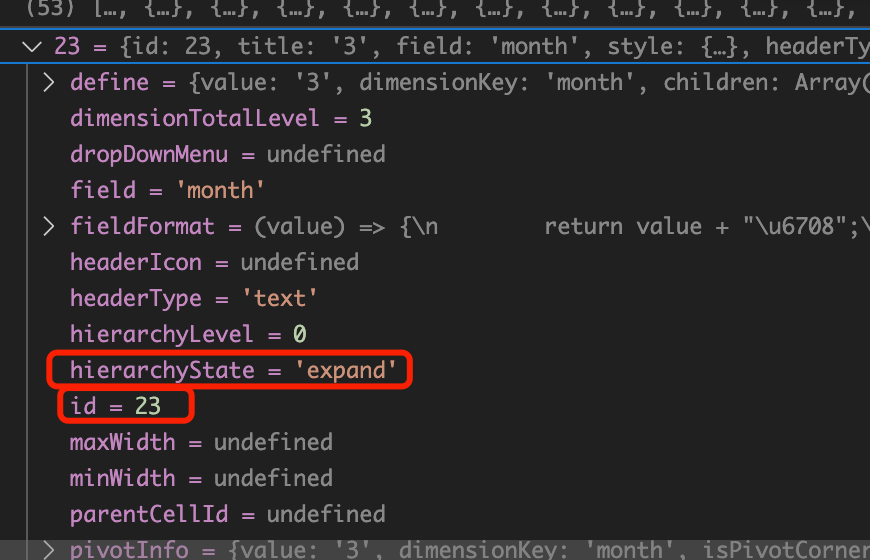 (53) […, {…}, {…}, {…}, {…}, {…}, {…}, {…}, {…}, {…}, {…}, {…},
23 = {id: 23, title: '3', field: 'month', style: {…}, headerTy
define = {value: '3', dimensionKey: 'month', children: Array(
dimensionTotalLevel = 3
dropDownMenu = undefined
field = 'month'
fieldFormat = (value) => {\n        return value + "\u6708";\
headerIcon = undefined
headerType = 'text'
hierarchyLevel = 0
hierarchyState = 'expand'
id = 23
maxWidth = undefined
minWidth = undefined
parentCellId = undefined
pivotInfo = {value: '3', dimensionKey: 'month', isPivotCorner